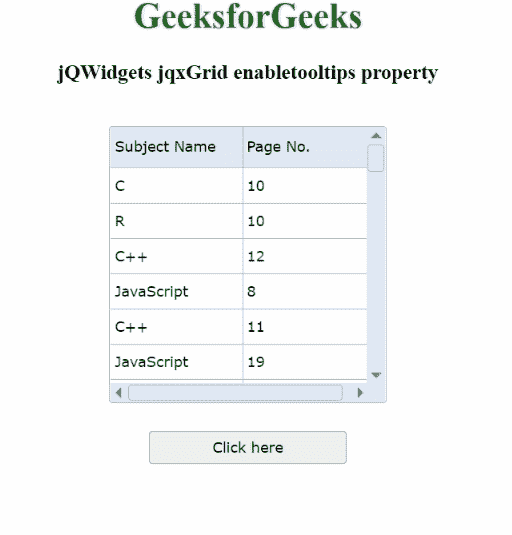 GeeksforGeeks
jQWidgets jqxGrid enabletooltips property
Subject Name Page No.
C 10
R 10
C++ 12
JavaScript 8
C++ 11
JavaScript 19
Click here